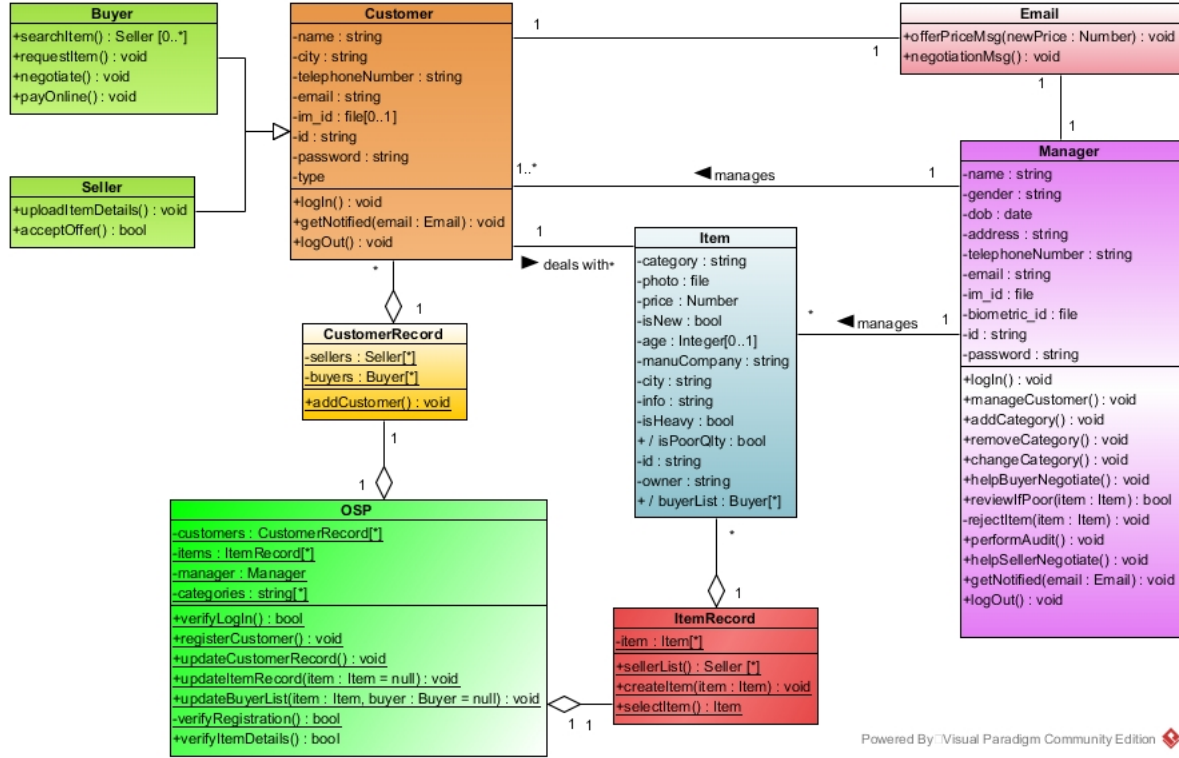 Buyer
+searchItem() : Seller [0..*]
+requestItem() : void
+negotiate() : void
+payOnline() : void
Seller
+uploadItemDetails() : void
+acceptOffer() : bool
Customer
-name : string
-city : string
-telephoneNumber : string
-email : string
-im_id : file[0..1]
-id : string
-password : string
-type
+logIn() : void
+getNotified(email : Email) : void
+logOut() : void
1
1
Email
+offerPriceMsg(newPrice : Number) : void
+negotiationMsg() : void
1
1
1..*
◀ manages
1
Manager
-name : string
-gender : string
-dob : date
-address : string
-telephoneNumber : string
-email : string
-im_id : file
-biometric_id : file
-id : string
-password : string
+logIn() : void
+manageCustomer() : void
+addCategory() : void
+removeCategory() : void
+changeCategory() : void
+helpBuyerNegotiate() : void
+reviewIfPoor(item : Item) : bool
-rejectItem(item : Item) : void
+performAudit() : void
+helpSellerNegotiate() : void
+getNotified(email : Email) : void
+logOut() : void
1
▶ deals with*
Item
-category : string
-photo : file
-price : Number
-isNew : bool
-age : Integer[0..1]
-manuCompany : string
-city : string
-info : string
-isHeavy : bool
+ / isPoorQlty : bool
-id : string
-owner : string
+ / buyerList : Buyer[*]
*
◀ manages
1
*
1
CustomerRecord
-sellers : Seller[*]
-buyers : Buyer[*]
+addCustomer() : void
1
1
OSP
-customers : CustomerRecord[*]
-items : ItemRecord[*]
-manager : Manager
-categories : string[*]
+verifyLogIn() : bool
+registerCustomer() : void
+updateCustomerRecord() : void
+updateItemRecord(item : Item = null) : void
+updateBuyerList(item : Item, buyer : Buyer = null) : void
-verifyRegistration() : bool
+verifyItemDetails() : bool
*
1
ItemRecord
-item : Item[*]
+sellerList() : Seller [*]
+createItem(item : Item) : void
+selectItem() : Item
1 1
Powered By Visual Paradigm Community Edition